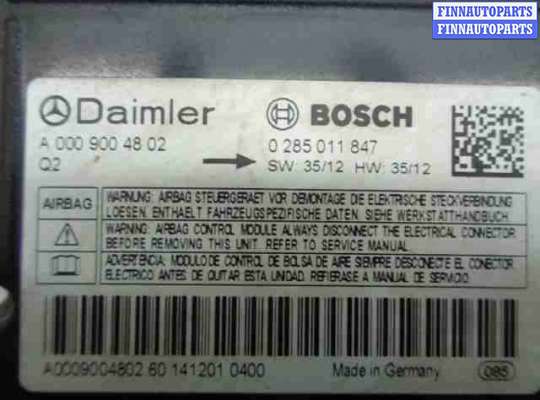 FINNAUTOPARTS
FINNAUTOPARTS
Daimler
BOSCH
A 000 900 48 02
0 285 011 847
Q2
SW: 35/12 HW: 35/12
AIRBAG
WARNUNG: AIRBAG STEUERGERAET VOR DEMONTAGE DIE ELEKTRISCHE STECKVERBINDUNG
LOESEN. ENTHAELT FAHRZEUGSPEZIFISCHE DATEN. SIEHE WERKSTATTHANDBUCH
WARNING: AIRBAG CONTROL MODULE ALWAYS DISCONNECT THE ELECTRICAL CONNECTOR
BEFORE REMOVING THIS UNIT. REFER TO SERVICE MANUAL
ADVERTENCIA: MODULO DE CONTROL DE BOLSA DE AIRE SIEMPRE DESCONECTE EL CONECTOR
ELECTRICO ANTES DE QUITAR ESTA UNIDAD. REFIERASE A MANUAL DE SERVICIO
A0009004802 60 141201 0400
Made in Germany
085